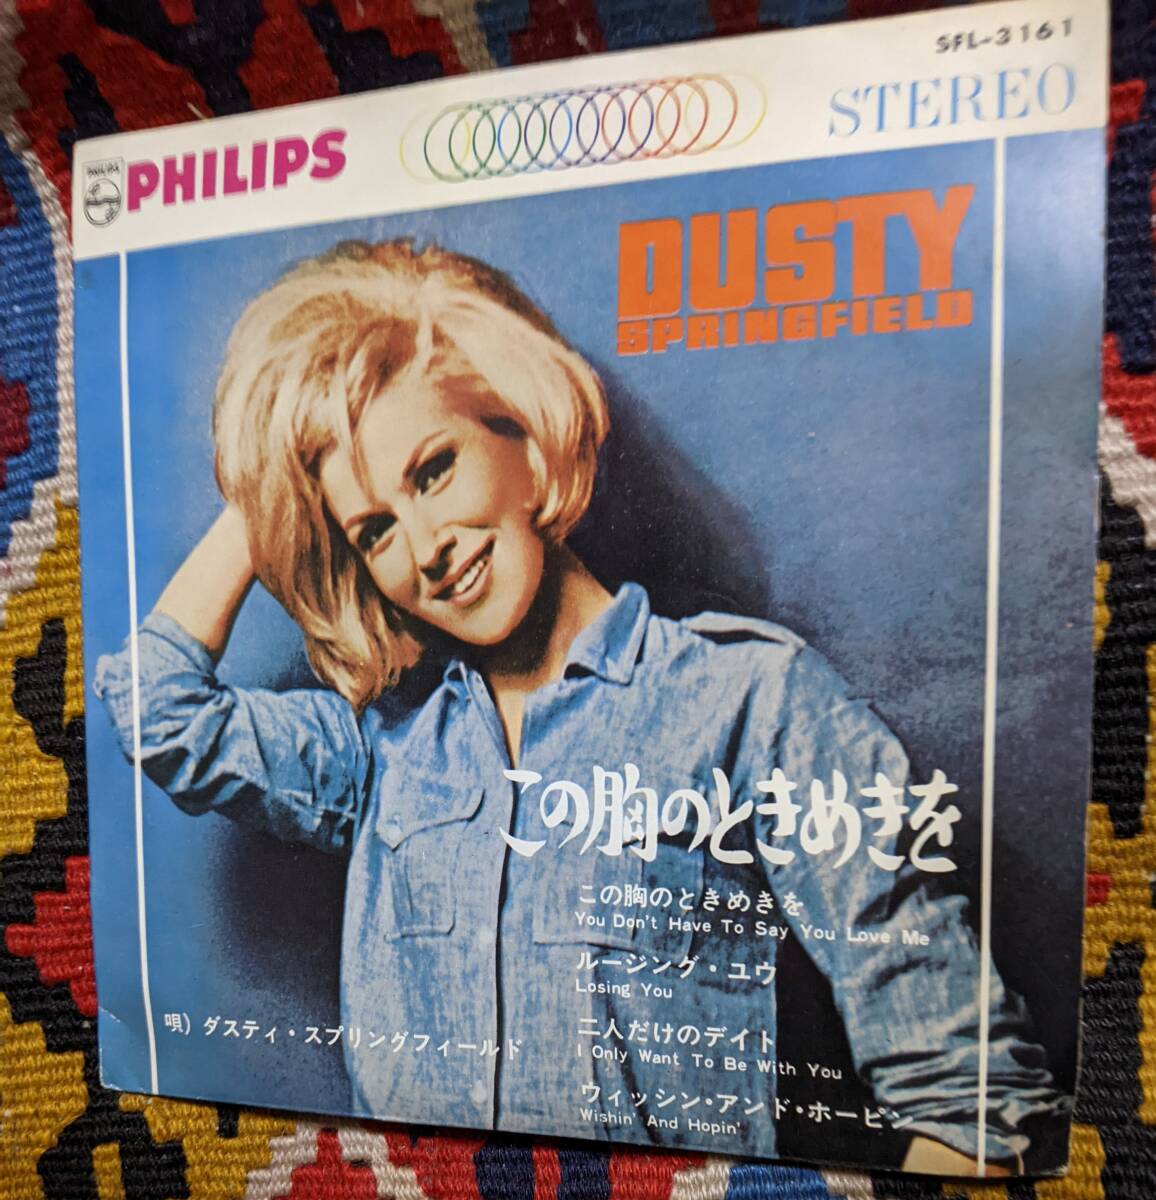 SFL-3161
PHILIPS
PHILIPS
STEREO
DUSTY
SPRINGFIELD
この胸のときめきを
この胸のときめきを
You Don't Have To Say You Love Me
ルージング・ユウ
Losing You
二人だけのデイト
I Only Want To Be With You
ウィッシン・アンド・ホーピン
Wishin' And Hopin'
唄) ダスティ・スプリングフィールド